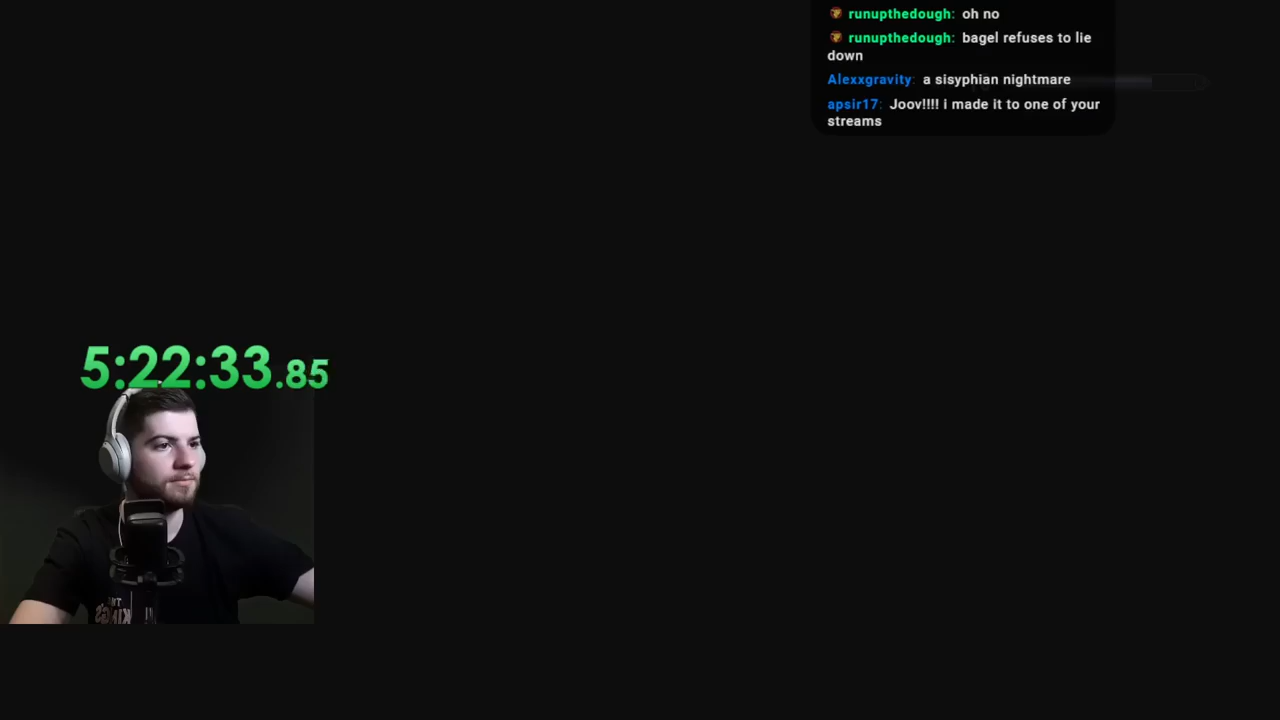 runupthedough: oh no
runupthedough: bagel refuses to lie
down
Alexxgravity: a sisyphian nightmare
apsir17: Joov!!!! i made it to one of your
streams
5:22:33.85